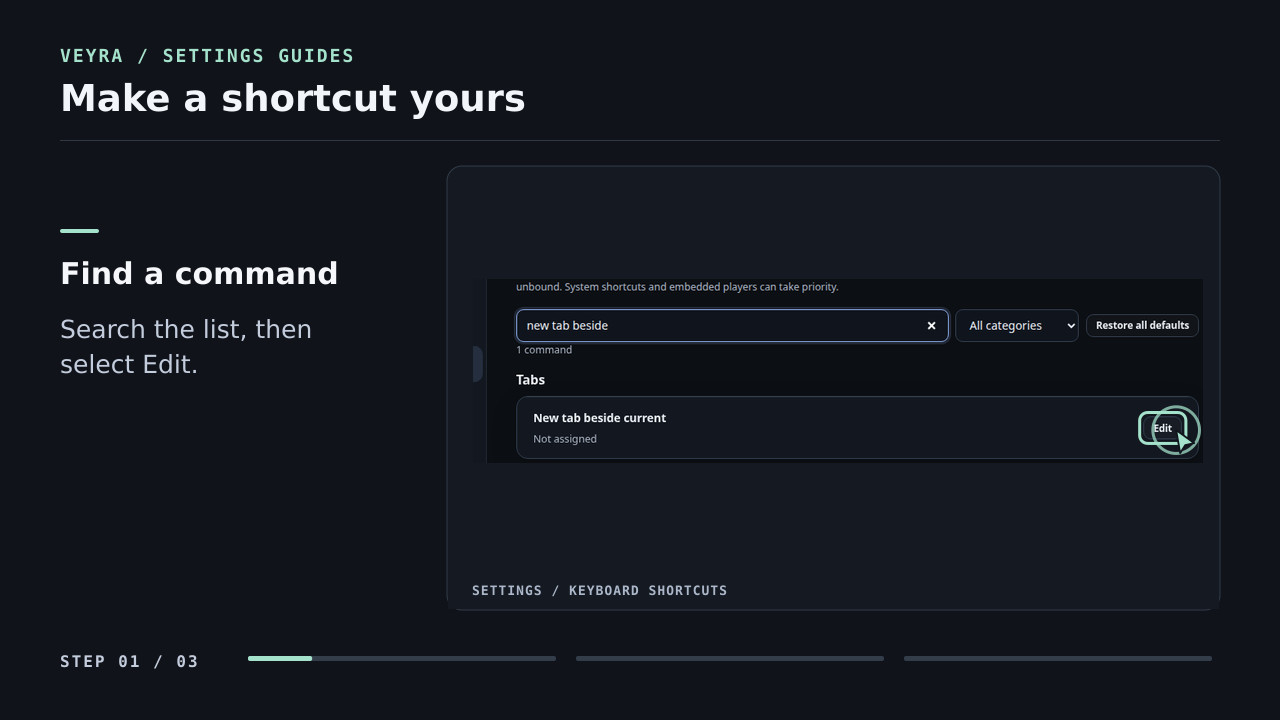 VEYRA / SETTINGS GUIDES
Make a shortcut yours
Find a command
Search the list, then
select Edit.
unbound. System shortcuts and embedded players can take priority.
new tab beside
All categories
Restore all defaults
1 command
Tabs
New tab beside current
Not assigned
Edit
SETTINGS / KEYBOARD SHORTCUTS
STEP 01 / 03